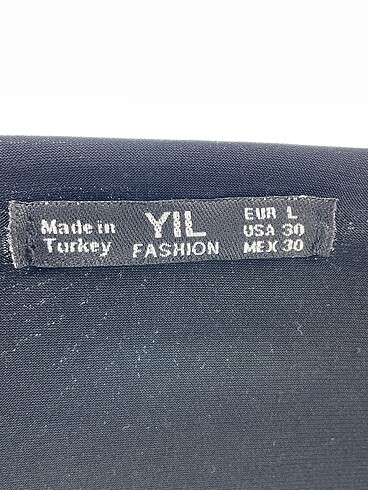 Made in
Turkey
YIL
FASHION
EUR L
USA 30
MEX 30